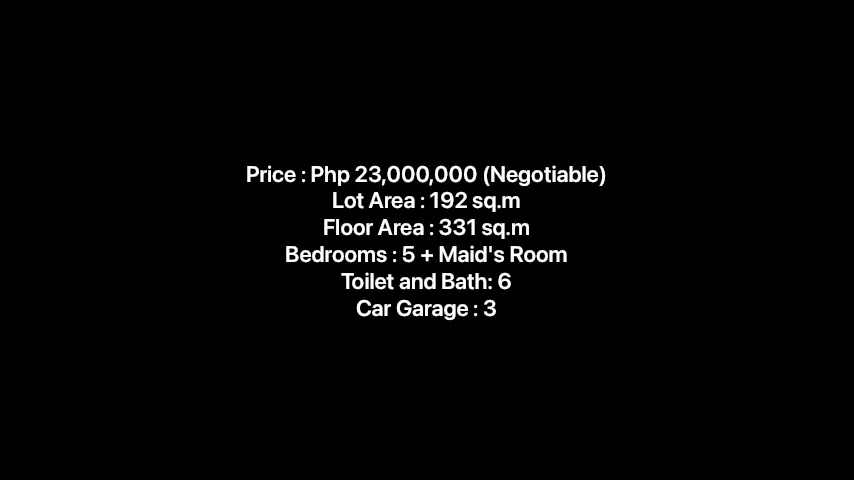 Price : Php 23,000,000 (Negotiable)
Lot Area : 192 sq.m
Floor Area : 331 sq.m
Bedrooms : 5 + Maid's Room
Toilet and Bath: 6
Car Garage : 3